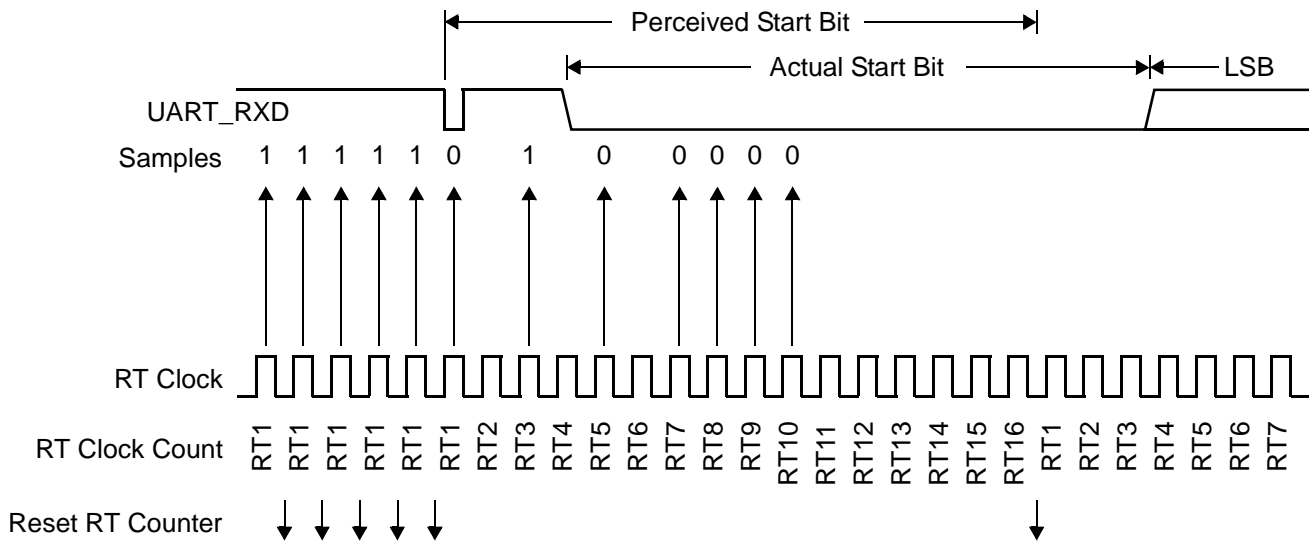 Perceived Start Bit
Actual Start Bit LSB
UART_RXD
Samples 1 1 1 1 1 0 1 0 0 0 0 0
RT Clock
RT Clock Count RT1 RT1 RT1 RT1 RT1 RT1 RT2 RT3 RT4 RT5 RT6 RT7 RT8 RT9 RT10 RT11 RT12 RT13 RT14 RT15 RT16 RT1 RT2 RT3 RT4 RT5 RT6 RT7
Reset RT Counter